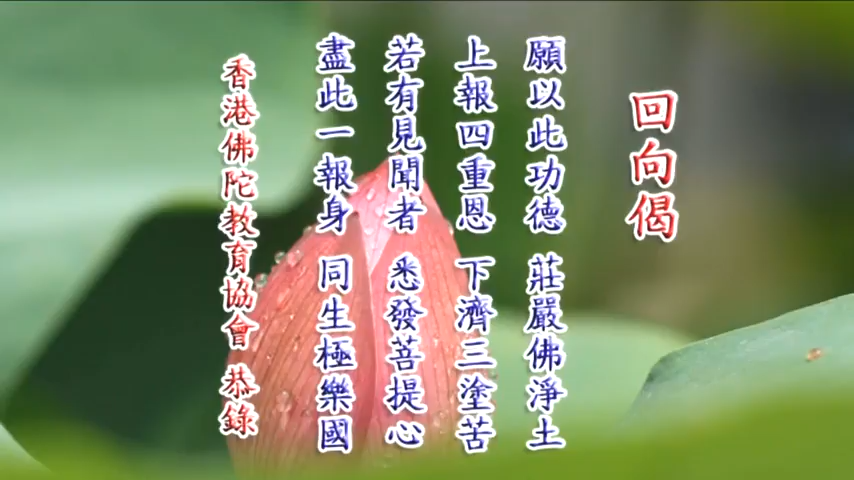 回向偈
願以此功德 莊嚴佛淨土
上報四重恩 下濟三塗苦
若有見聞者 悉發菩提心
盡此一報身 同生極樂國
香港佛陀教育協會 恭錄